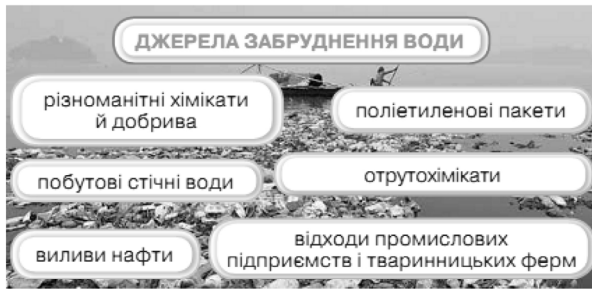 ДЖЕРЕЛА ЗАБРУДНЕННЯ ВОДИ
різноманітні хімікати
й добрива
поліетиленові пакети
побутові стічні води
отрутохімікати
виливи нафти
відходи промислових
підприємств і тваринницьких ферм